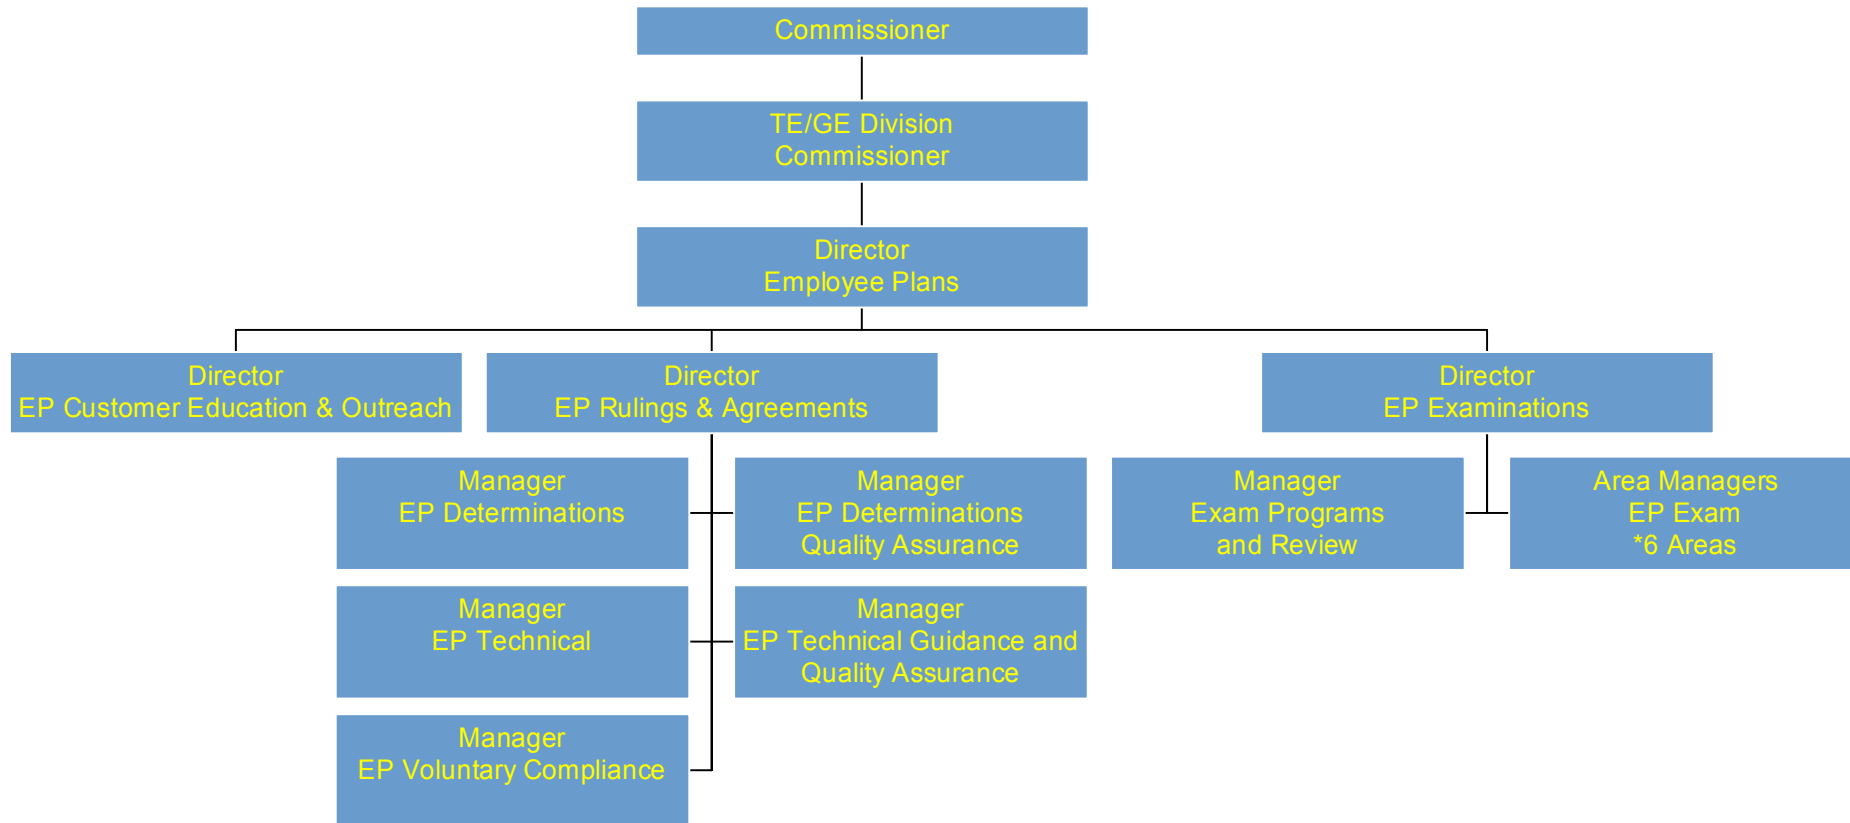 Commissioner
TE/GE Division
Commissioner
Director
Employee Plans
Director
EP Customer Education & Outreach
Director
EP Rulings & Agreements
Director
EP Examinations
Manager
EP Determinations
Manager
EP Determinations
Quality Assurance
Manager
Exam Programs
and Review
Area Managers
EP Exam
*6 Areas
Manager
EP Technical
Manager
EP Technical Guidance and
Quality Assurance
Manager
EP Voluntary Compliance